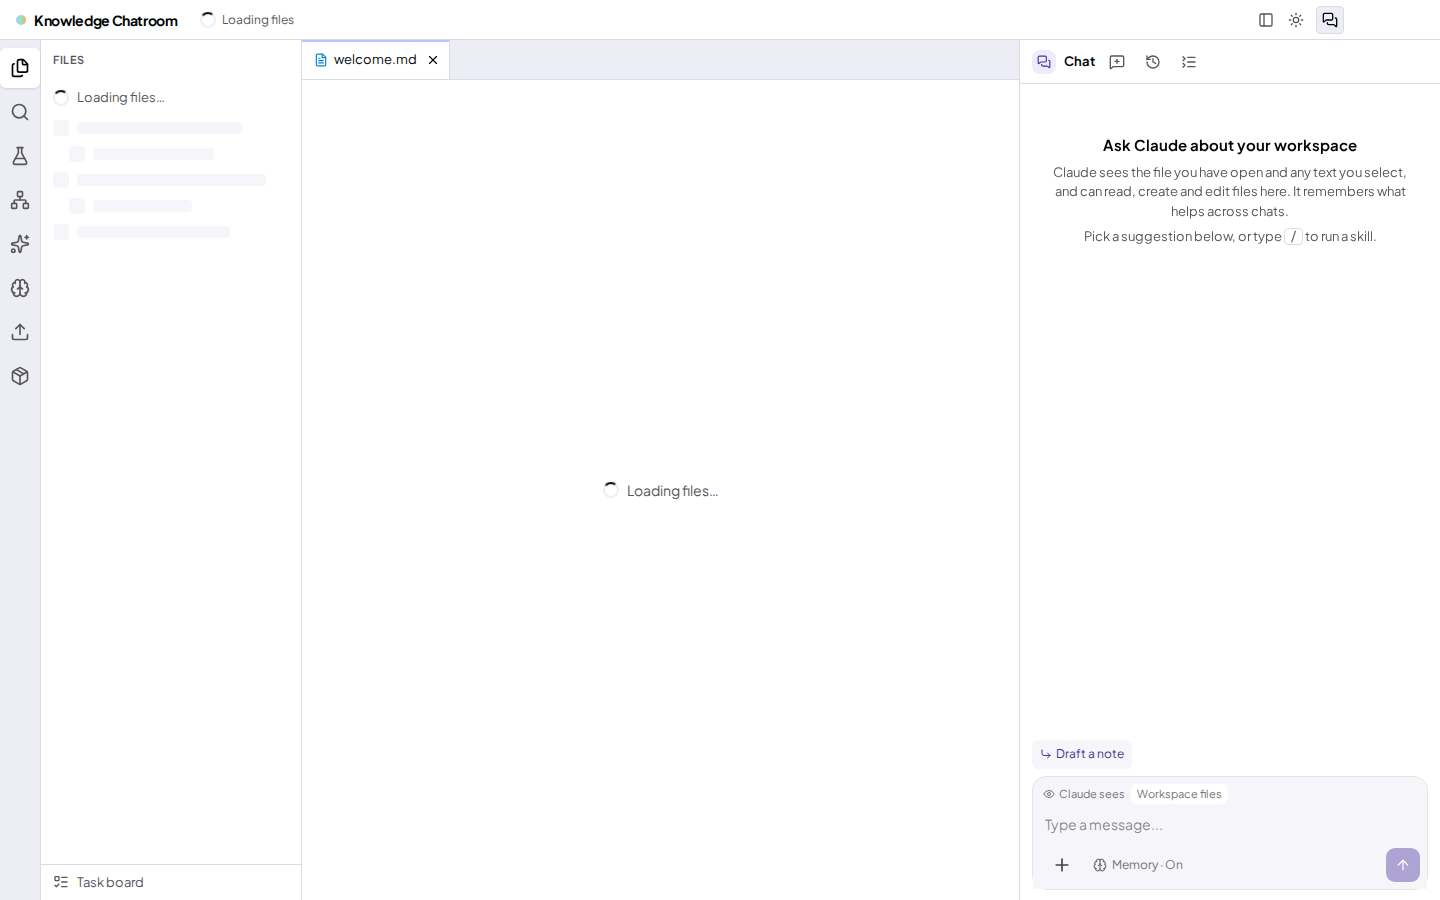 Knowledge Chatroom
Loading files
FILES
Loading files...
Task board
welcome.md
Loading files...
Chat
Ask Claude about your workspace
Claude sees the file you have open and any text you select,
and can read, create and edit files here. It remembers what
helps across chats.
Pick a suggestion below, or type / to run a skill.
Draft a note
Claude sees Workspace files
Type a message...
Memory · On